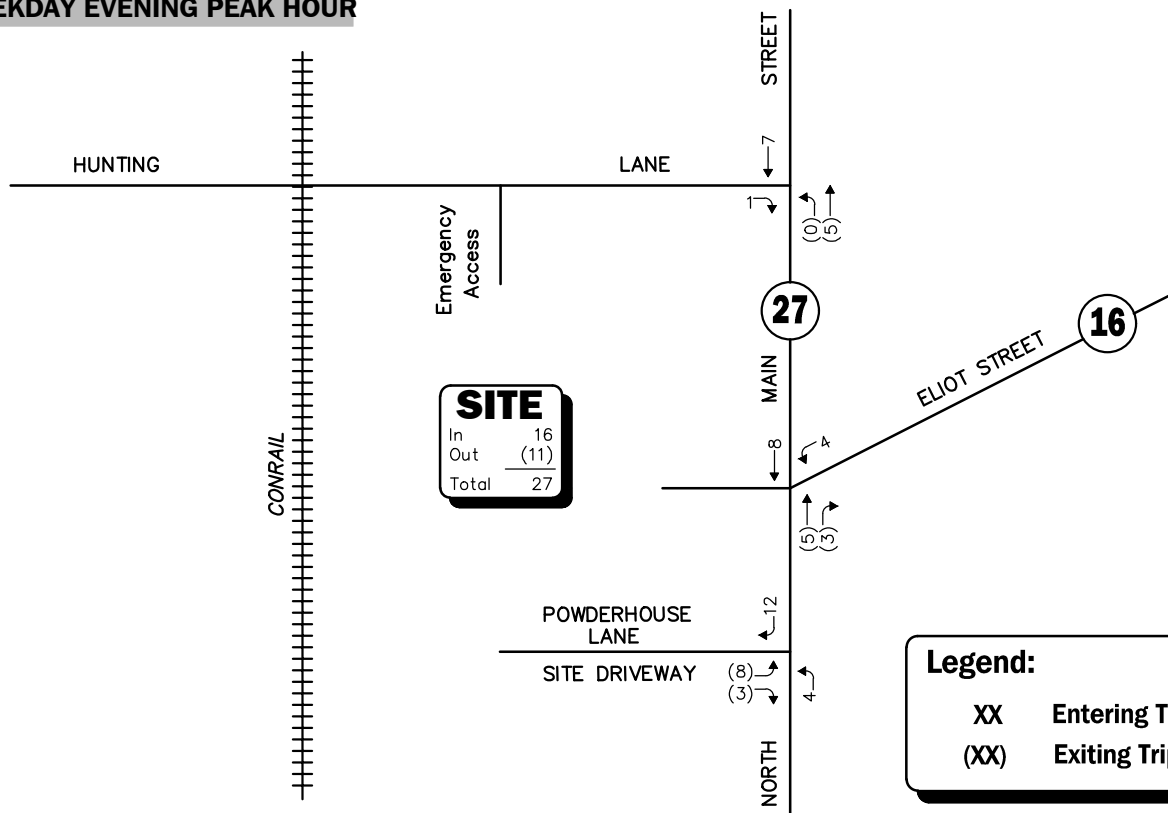 EKDAY EVENING PEAK HOUR
STREET
7
HUNTING
LANE
1
(0)
(5)
Emergency
Access
27
16
ELIOT STREET
MAIN
SITE
In 16
Out (11)
Total 27
CONRAIL
8
4
(5)
(3)
12
POWDERHOUSE
LANE
SITE DRIVEWAY
(8)
(3)
4
NORTH
Legend:
XX Entering T
(XX) Exiting Trip